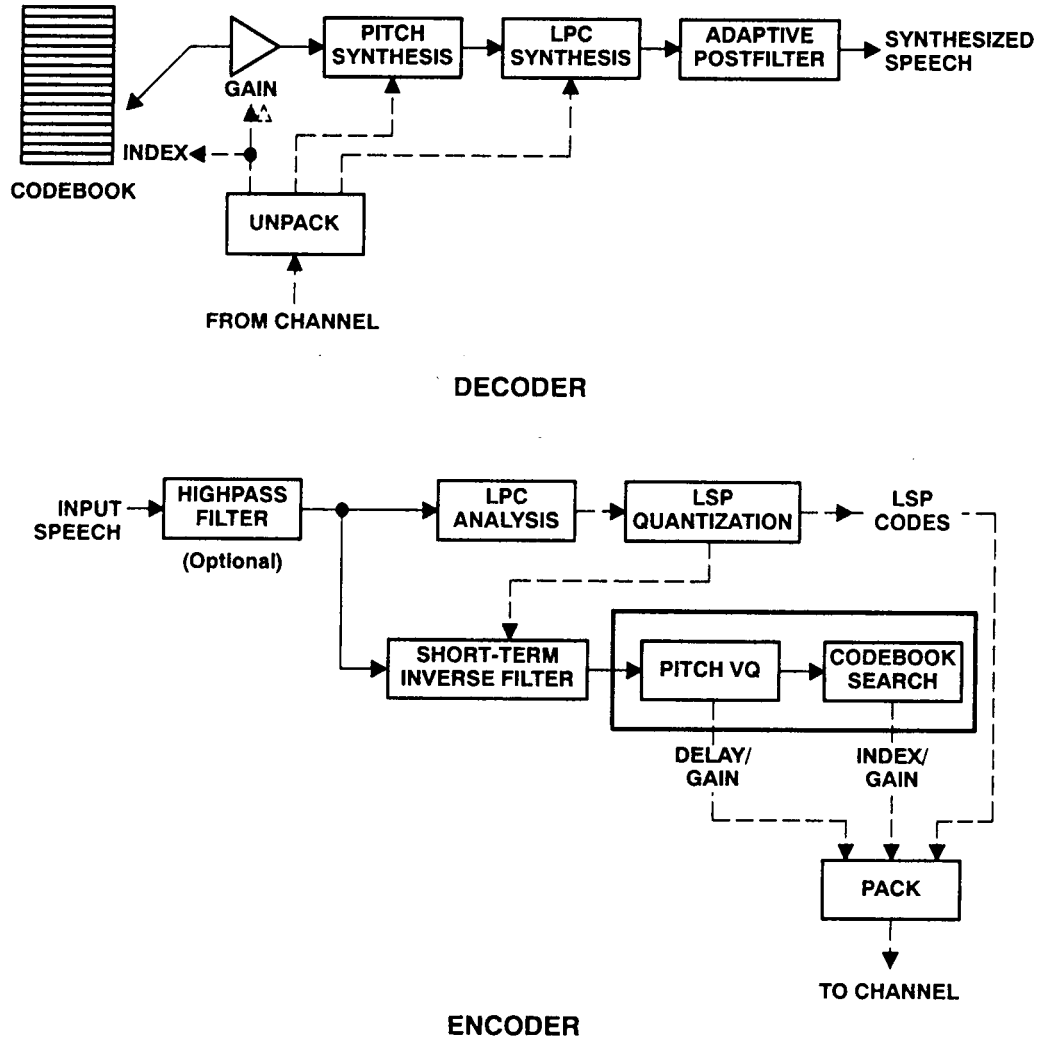 PITCH
SYNTHESIS
LPC
SYNTHESIS
ADAPTIVE
POSTFILTER
SYNTHESIZED
SPEECH
GAIN
INDEX
CODEBOOK
UNPACK
FROM CHANNEL
DECODER
INPUT
SPEECH
HIGHPASS
FILTER
(Optional)
LPC
ANALYSIS
LSP
QUANTIZATION
LSP
CODES
SHORT-TERM
INVERSE FILTER
PITCH VQ
CODEBOOK
SEARCH
DELAY/
GAIN
INDEX/
GAIN
PACK
TO CHANNEL
ENCODER